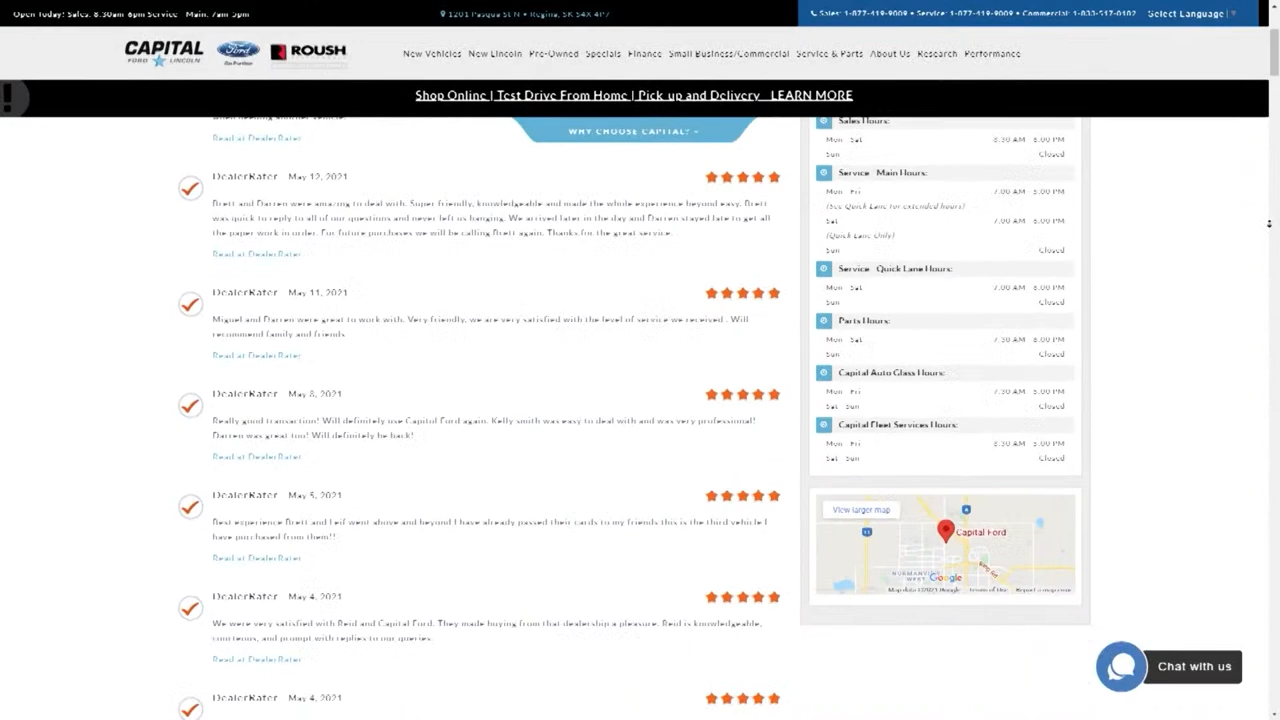 Open Today! Sales: 8:30am-6pm Service - Main: 7am-5pm
1201 Pasqua St N • Regina, SK S4X 4P7
Sales: 1-877-419-9009 • Service: 1-877-419-9009 • Commercial: 1-833-517-0102 Select Language
CAPITAL
FORD LINCOLN
Ford
Go Further
ROUSH
New Vehicles New Lincoln Pre-Owned Specials Finance Small Business/Commercial Service & Parts About Us Research Performance
Shop Online | Test Drive From Home | Pick-up and Delivery LEARN MORE
Read at DealerRater
WHY CHOOSE CAPITAL?
DealerRater May 12, 2021
Brett and Darren were amazing to deal with. Super friendly, knowledgeable and made the whole experience beyond easy. Brett
was quick to reply to all of our questions and never left us hanging. We arrived later in the day and Darren stayed late to get all
the paper work in order. For future purchases we will be calling Brett again. Thanks for the great service.
Read at DealerRater
DealerRater May 11, 2021
Miguel and Darren were great to work with. Very friendly, we are very satisfied with the level of service we received. Will
recommend family and friends
Read at DealerRater
DealerRater May 8, 2021
Really good transaction! Will definitely use Capitol Ford again. Kelly smith was easy to deal with and was very professional!
Darren was great too! Will definitely be back!
Read at DealerRater
DealerRater May 5, 2021
Best experience Brett and Leif went above and beyond I have already passed their cards to my friends this is the third vehicle I
have purchased from them!!
Read at DealerRater
DealerRater May 4, 2021
We were very satisfied with Reid and Capital Ford. They made buying from that dealership a pleasure. Reid is knowledgeable,
courteous, and prompt with replies to our queries.
Read at DealerRater
DealerRater May 4, 2021
Sales Hours:
Mon - Sat 8:30 AM - 6:00 PM
Sun Closed
Service - Main Hours:
Mon - Fri 7:00 AM - 5:00 PM
(See Quick Lane for extended hours)
Sat 7:00 AM - 6:00 PM
(Quick Lane Only)
Sun Closed
Service - Quick Lane Hours:
Mon - Sat 7:00 AM - 6:00 PM
Sun Closed
Parts Hours:
Mon - Sat 7:30 AM - 6:00 PM
Sun Closed
Capital Auto Glass Hours:
Mon - Fri 7:30 AM - 5:00 PM
Sat - Sun Closed
Capital Fleet Services Hours:
Mon - Fri 8:30 AM - 5:00 PM
Sat - Sun Closed
View larger map
Capital Ford
NORMANVIEW
WEST
Google
Map data ©2021 Google Terms of Use Report a map error
Chat with us